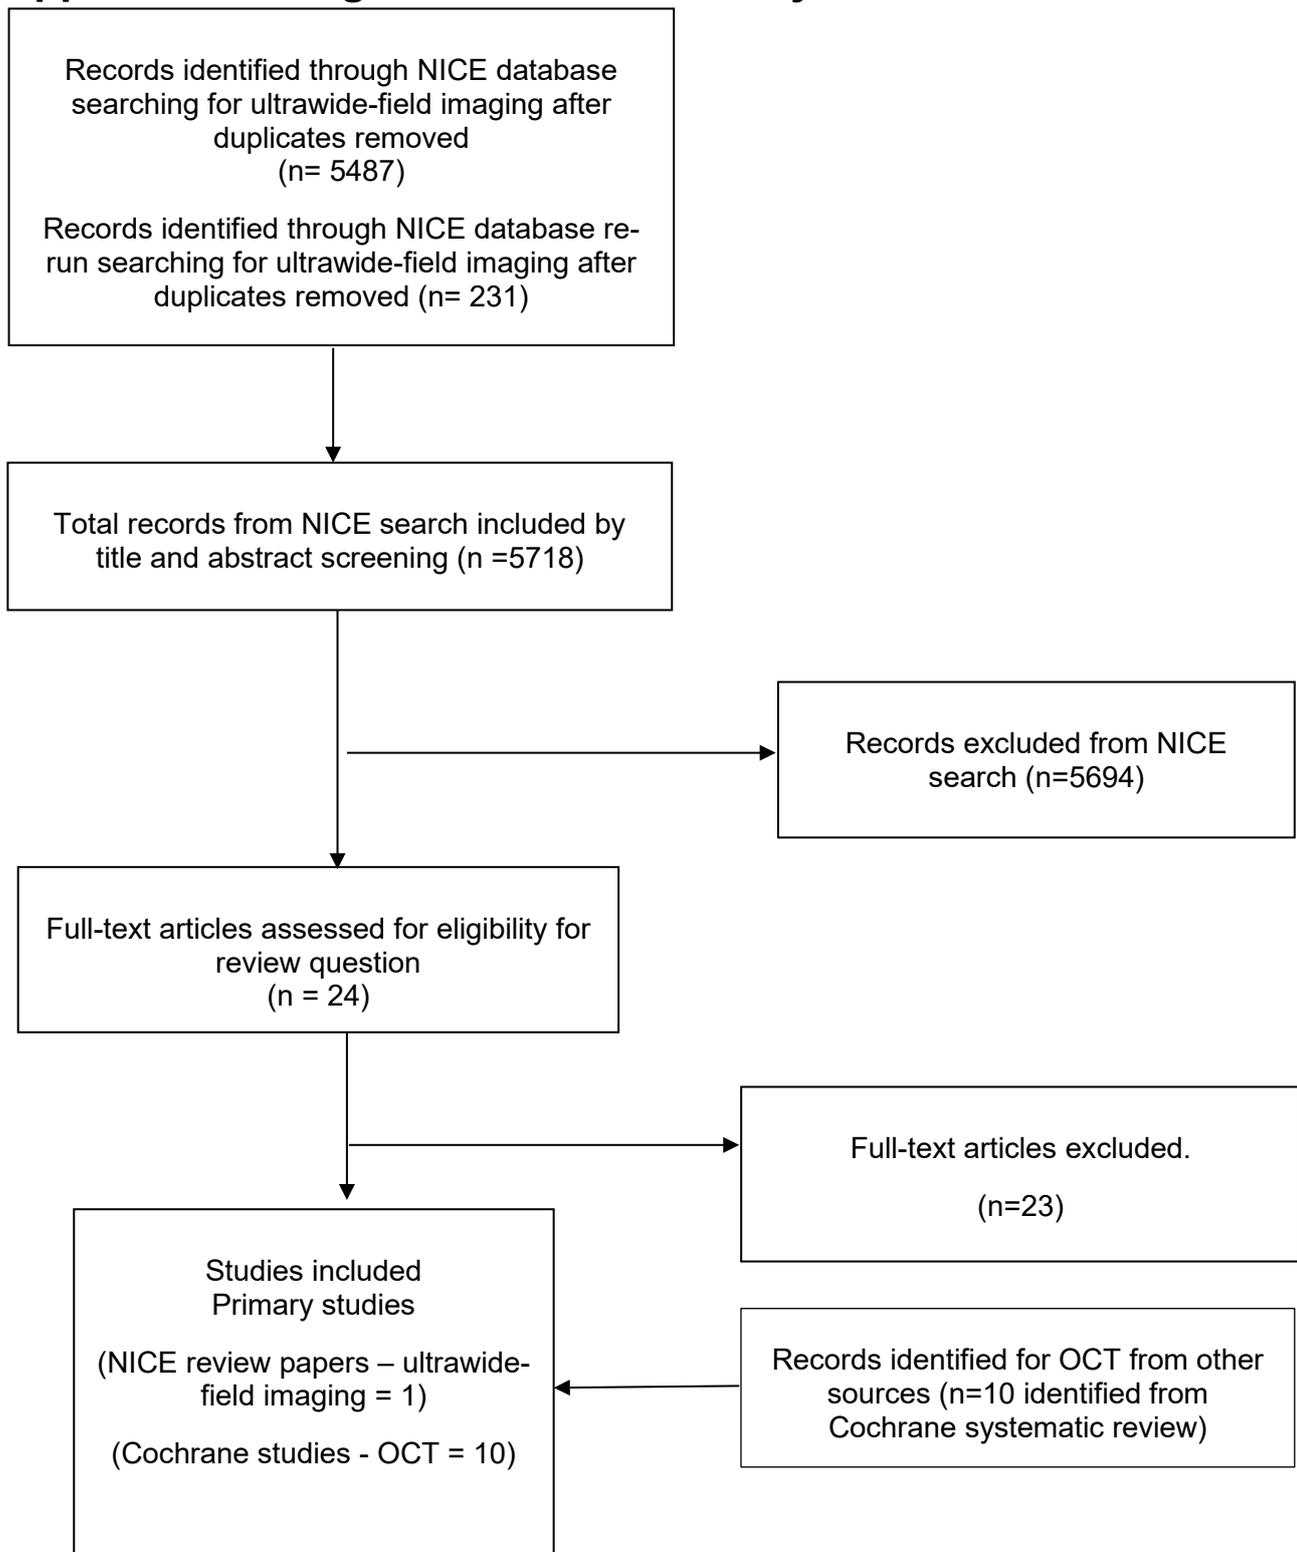 Records identified through NICE database
searching for ultrawide-field imaging after
duplicates removed
(n= 5487)
Records identified through NICE database re-
run searching for ultrawide-field imaging after
duplicates removed (n= 231)
Total records from NICE search included by
title and abstract screening (n =5718)
Records excluded from NICE
search (n=5694)
Full-text articles assessed for eligibility for
review question
(n = 24)
Full-text articles excluded.
(n=23)
Studies included
Primary studies
(NICE review papers – ultrawide-
field imaging = 1)
(Cochrane studies - OCT = 10)
Records identified for OCT from other
sources (n=10 identified from
Cochrane systematic review)